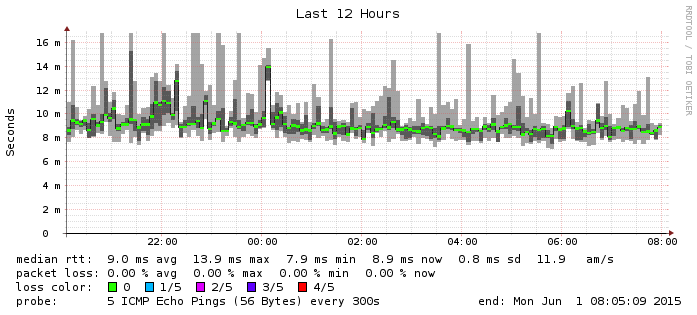 Last 12 Hours
RRDTOOL / TOBI OETIKER
Seconds
16 m
14 m
12 m
10 m
8 m
6 m
4 m
2 m
0
22:00 00:00 02:00 04:00 06:00 08:00
median rtt: 9.0 ms avg 13.9 ms max 7.9 ms min 8.9 ms now 0.8 ms sd 11.9 am/s
packet loss: 0.00 % avg 0.00 % max 0.00 % min 0.00 % now
loss color: 0 1/5 2/5 3/5 4/5
probe: 5 ICMP Echo Pings (56 Bytes) every 300s end: Mon Jun 1 08:05:09 2015